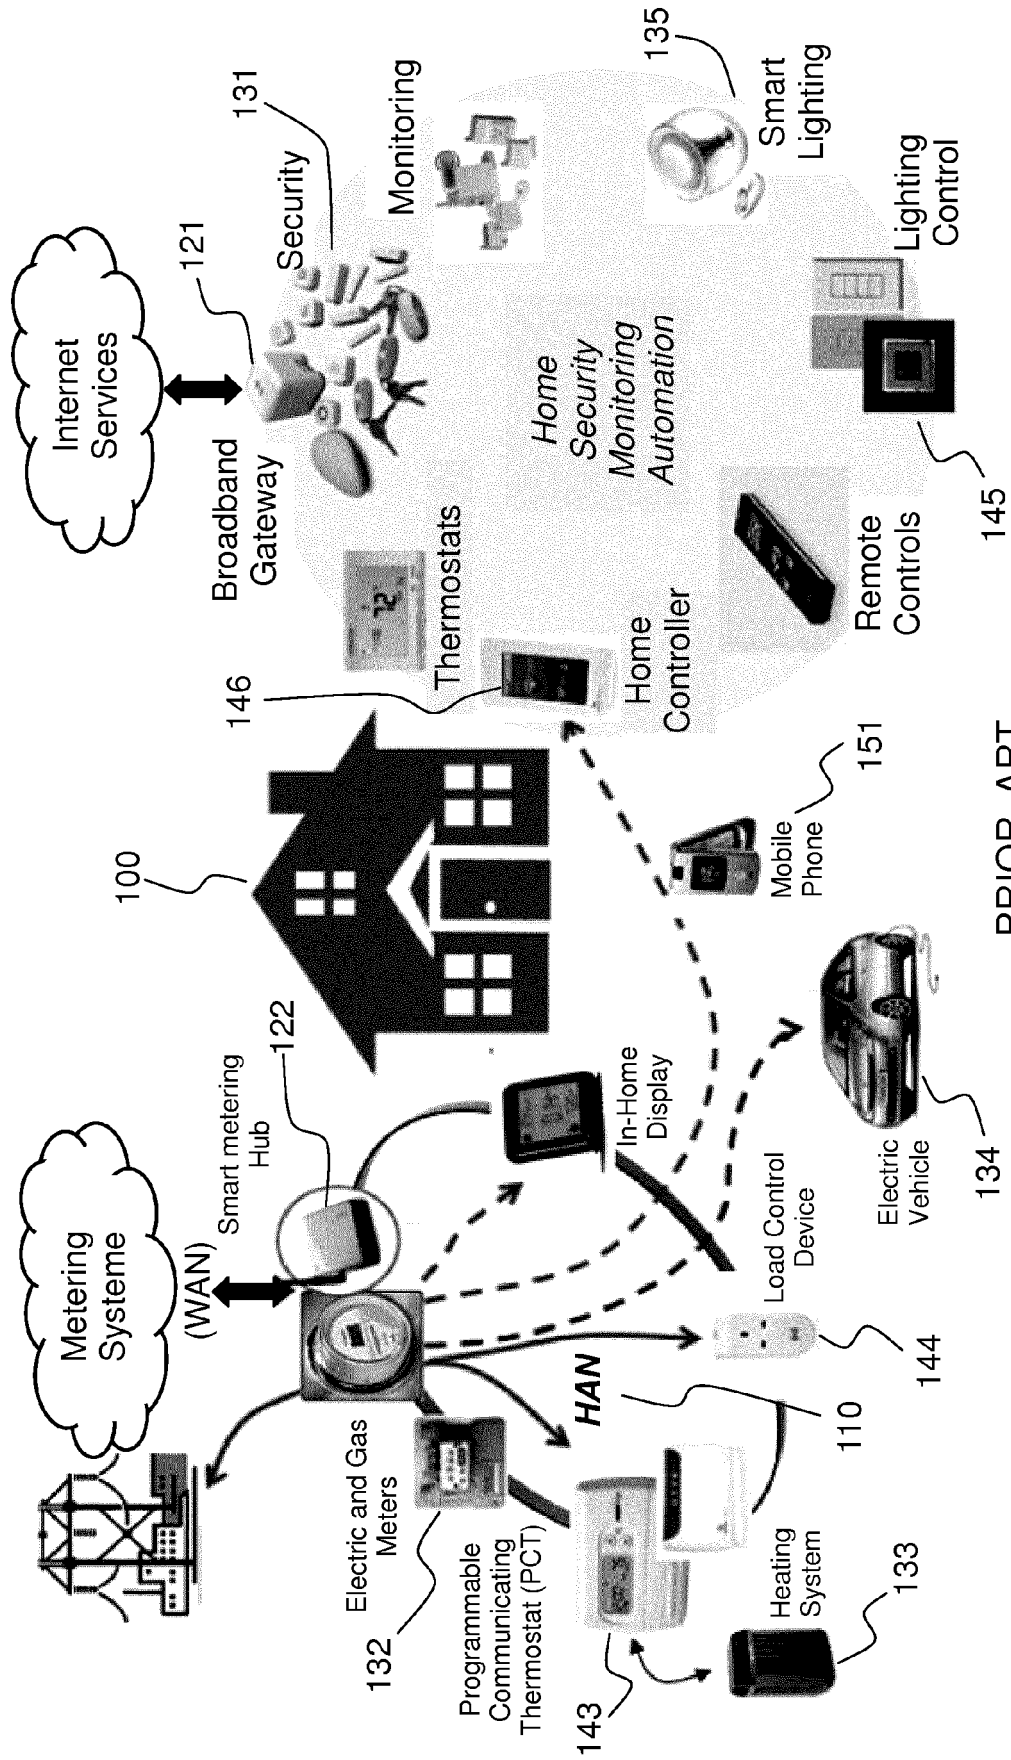 Metering
Systeme
(WAN)
Smart metering
Hub
122
100
Internet
Services
121
Broadband
Gateway
Security
131
Monitoring
135
Smart
Lighting
Lighting
Control
145
Remote
Controls
Home
Controller
146
Thermostats
72
Home
Security
Monitoring
Automation
Electric and Gas
Meters
132
Programmable
Communicating
Thermostat (PCT)
143
Heating
System
133
HAN
110
144
Load Control
Device
In-Home
Display
Electric
Vehicle
134
Mobile
Phone
151
PRIOR ART